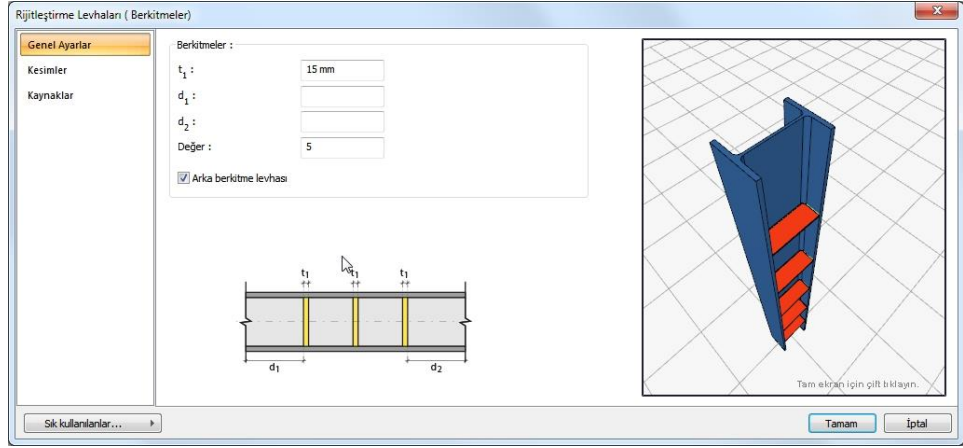 Rijitleştirme Levhaları ( Berkitmeler)
Genel Ayarlar
Kesimler
Kaynaklar
Berkitmeler :
t1 : 15 mm
d1 :
d2 :
Değer : 5
Arka berkitme levhası
t1 t1 t1
d1 d2
Tam ekran için çift tıklayın.
Sık kullanılanlar... Tamam İptal